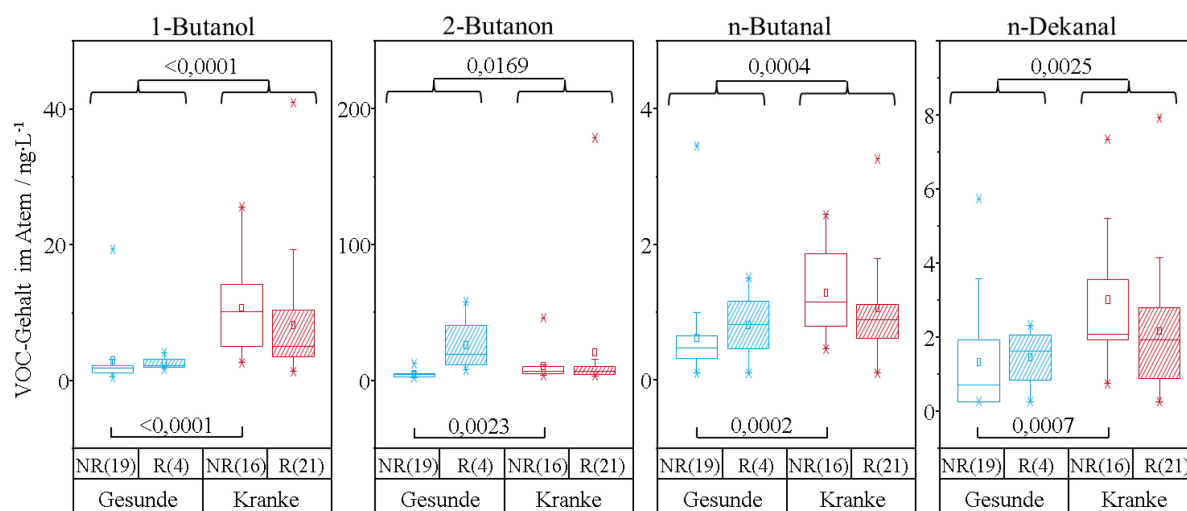 1-Butanol
2-Butanon
n-Butanal
n-Dekanal
VOC-Gehalt im Atem / ng·L⁻¹
<0,0001
40
20
0
<0,0001
NR(19) R(4) NR(16) R(21)
Gesunde Kranke
0,0169
200
100
0
0,0023
NR(19) R(4) NR(16) R(21)
Gesunde Kranke
0,0004
4
2
0
0,0002
NR(19) R(4) NR(16) R(21)
Gesunde Kranke
0,0025
8
6
4
2
0
0,0007
NR(19) R(4) NR(16) R(21)
Gesunde Kranke